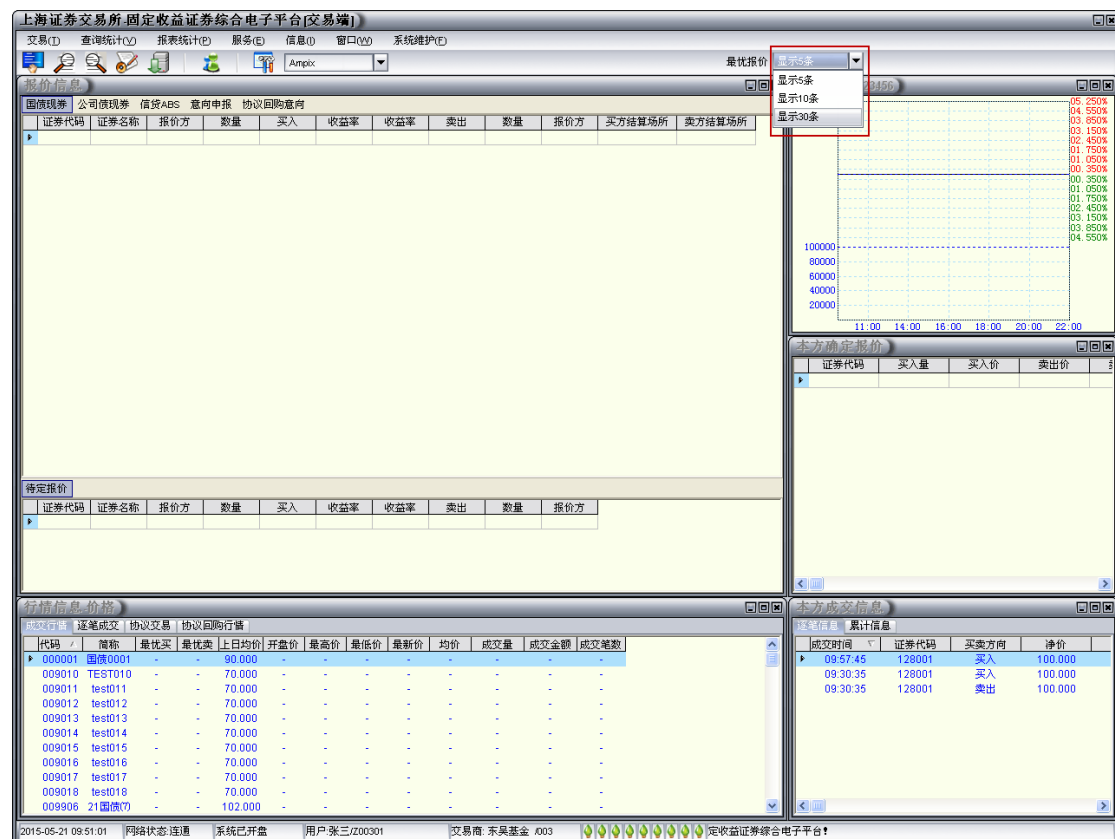 上海证券交易所-固定收益证券综合电子平台[交易端]
交易(T) 查询统计(V) 报表统计(P) 服务(E) 信息(I) 窗口(W) 系统维护(F)
Ampix 最优报价 显示5条
显示5条
显示10条
显示30条
报价信息
国债现券 公司债现券 信贷ABS 意向申报 协议回购意向
证券代码 证券名称 报价方 数量 买入 收益率 收益率 卖出 数量 报价方 买方结算场所 卖方结算场所
05.250%
04.550%
03.850%
03.150%
02.450%
01.750%
01.050%
00.350%
00.350%
01.050%
01.750%
02.450%
03.150%
03.850%
04.550%
100000
80000
60000
40000
20000
11:00 14:00 16:00 18:00 20:00 22:00
本方确定报价
证券代码 买入量 买入价 卖出价
待定报价
证券代码 证券名称 报价方 数量 买入 收益率 收益率 卖出 数量 报价方
行情信息-价格
成交行情 逐笔成交 协议交易 协议回购行情
代码 简称 最优买 最优卖 上日均价 开盘价 最高价 最低价 最新价 均价 成交量 成交金额 成交笔数
000001 国债0001 - - 90.000 - - - - - - - -
009010 TEST010 - - 70.000 - - - - - - - -
009011 test011 - - 70.000 - - - - - - - -
009012 test012 - - 70.000 - - - - - - - -
009013 test013 - - 70.000 - - - - - - - -
009014 test014 - - 70.000 - - - - - - - -
009015 test015 - - 70.000 - - - - - - - -
009016 test016 - - 70.000 - - - - - - - -
009017 test017 - - 70.000 - - - - - - - -
009018 test018 - - 70.000 - - - - - - - -
009906 21国债(7) - - 102.000 - - - - - - - -
本方成交信息
逐笔信息 累计信息
成交时间 证券代码 买卖方向 净价
09:57:45 128001 买入 100.000
09:30:35 128001 买入 100.000
09:30:35 128001 卖出 100.000
2015-05-21 09:51:01 网络状态:连通 系统已开盘 用户:张三/Z00301 交易商: 东吴基金 /003 定收益证券综合电子平台!